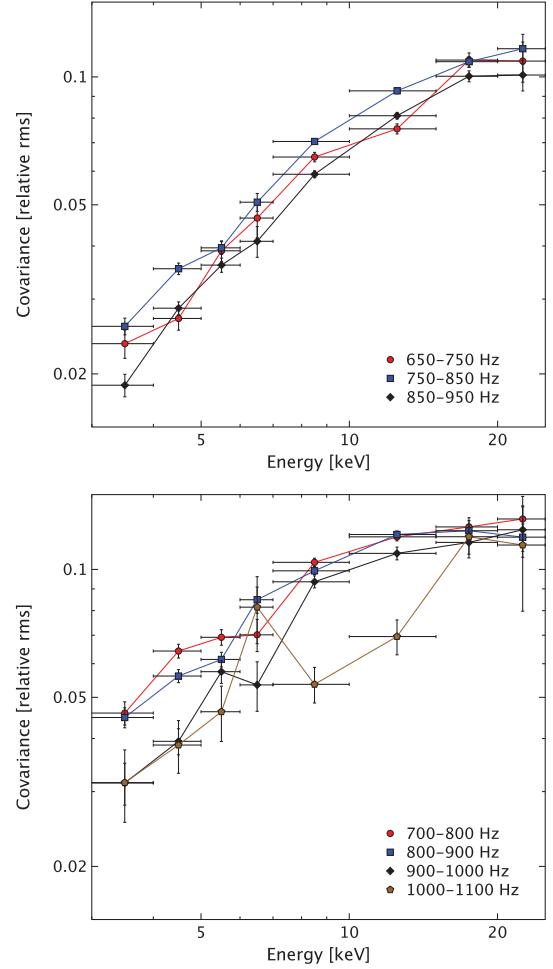 0.1
0.05
0.02
Covariance [relative rms]
650–750 Hz
750–850 Hz
850–950 Hz
5
10
20
Energy [keV]
0.1
0.05
0.02
Covariance [relative rms]
700–800 Hz
800–900 Hz
900–1000 Hz
1000–1100 Hz
5
10
20
Energy [keV]